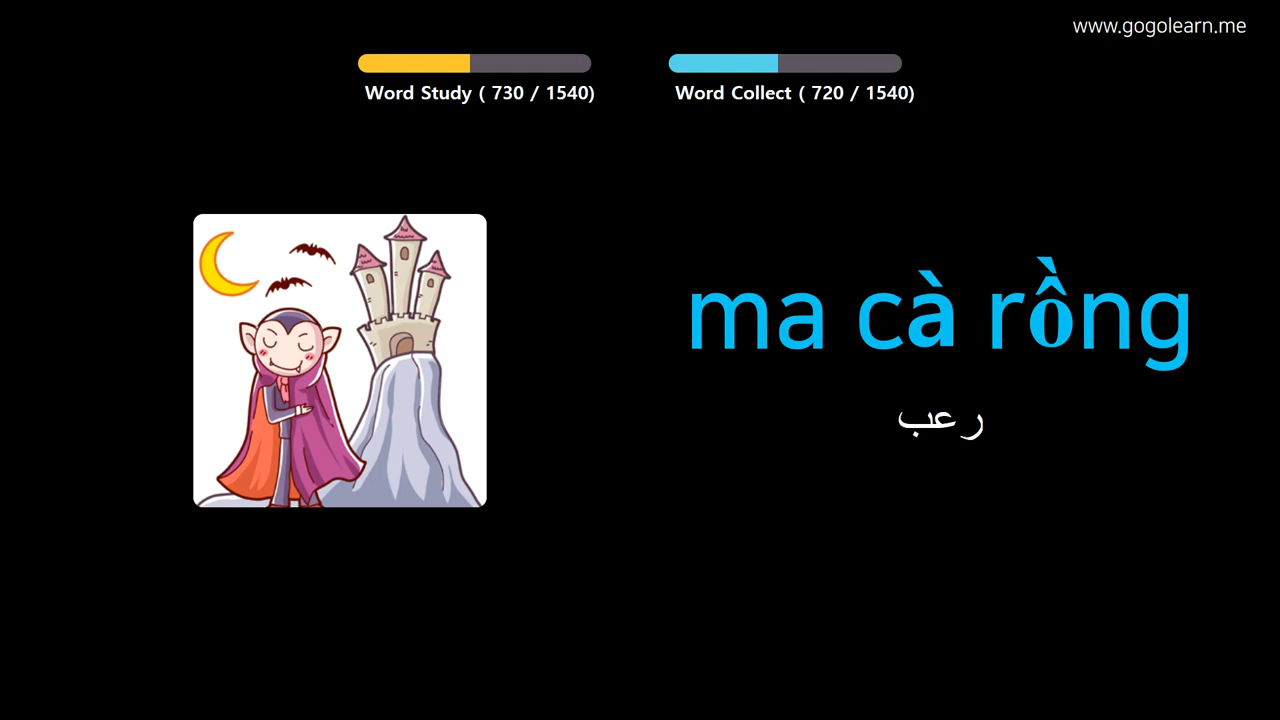 www.gogolearn.me
Word Study ( 730 / 1540)
Word Collect ( 720 / 1540)
ma cà rồng
رعب